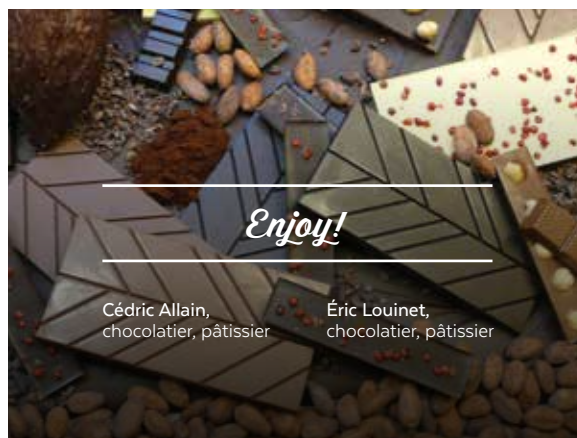 Enjoy!
Cédric Allain,
chocolatier, pâtissier
Éric Louinet,
chocolatier, pâtissier